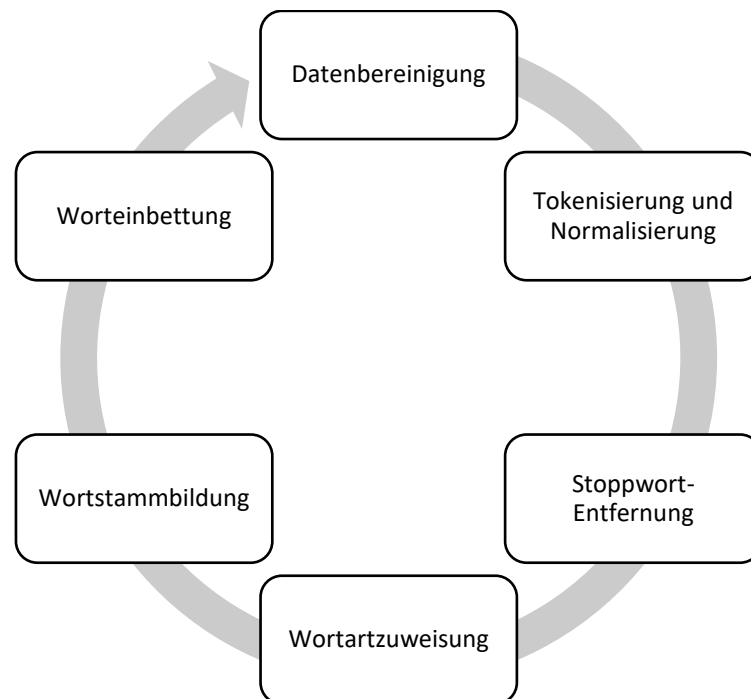 Datenbereinigung
Tokenisierung und
Normalisierung
Stoppwort-
Entfernung
Wortartzuweisung
Wortstammbildung
Worteinbettung